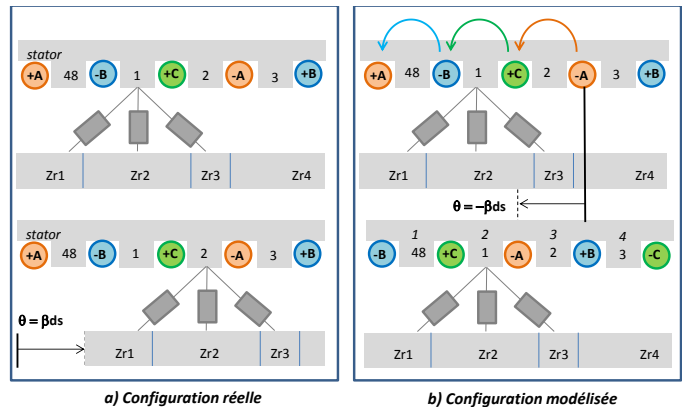 stator
+A 48 -B 1 +C 2 -A 3 +B
Zr1 Zr2 Zr3 Zr4
stator
+A 48 -B 1 +C 2 -A 3 +B
θ = βds
Zr1 Zr2 Zr3
a) Configuration réelle
+A 48 -B 1 +C 2 -A 3 +B
Zr1 Zr2 Zr3 Zr4
θ = -βds
1 2 3 4
-B 48 +C 1 -A 2 +B 3 -C
Zr1 Zr2 Zr3 Zr4
b) Configuration modélisée